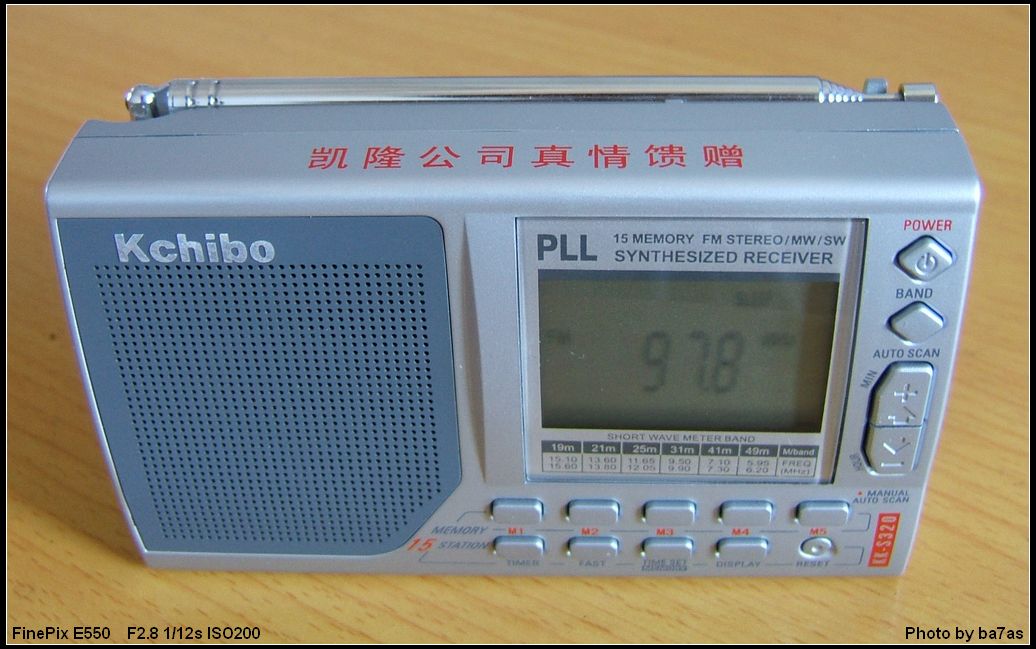 凯隆公司真情馈赠
Kchibo
PLL
15 MEMORY FM STEREO/MW/SW
SYNTHESIZED RECEIVER
POWER
BAND
AUTO SCAN
MIN
HOUR
97.8
SHORT WAVE METER BAND
19m 21m 25m 31m 41m 49m M/band
15.10 13.60 11.65 9.50 7.10 5.95 FREQ
15.60 13.80 12.05 9.90 7.30 6.20 (MHz)
MANUAL
AUTO SCAN
MEMORY M1 M2 M3 M4 M5
15 STATION
TIMER FAST TIME SET DISPLAY RESET
KK-S320
FinePix E550 F2.8 1/12s ISO200
Photo by ba7as